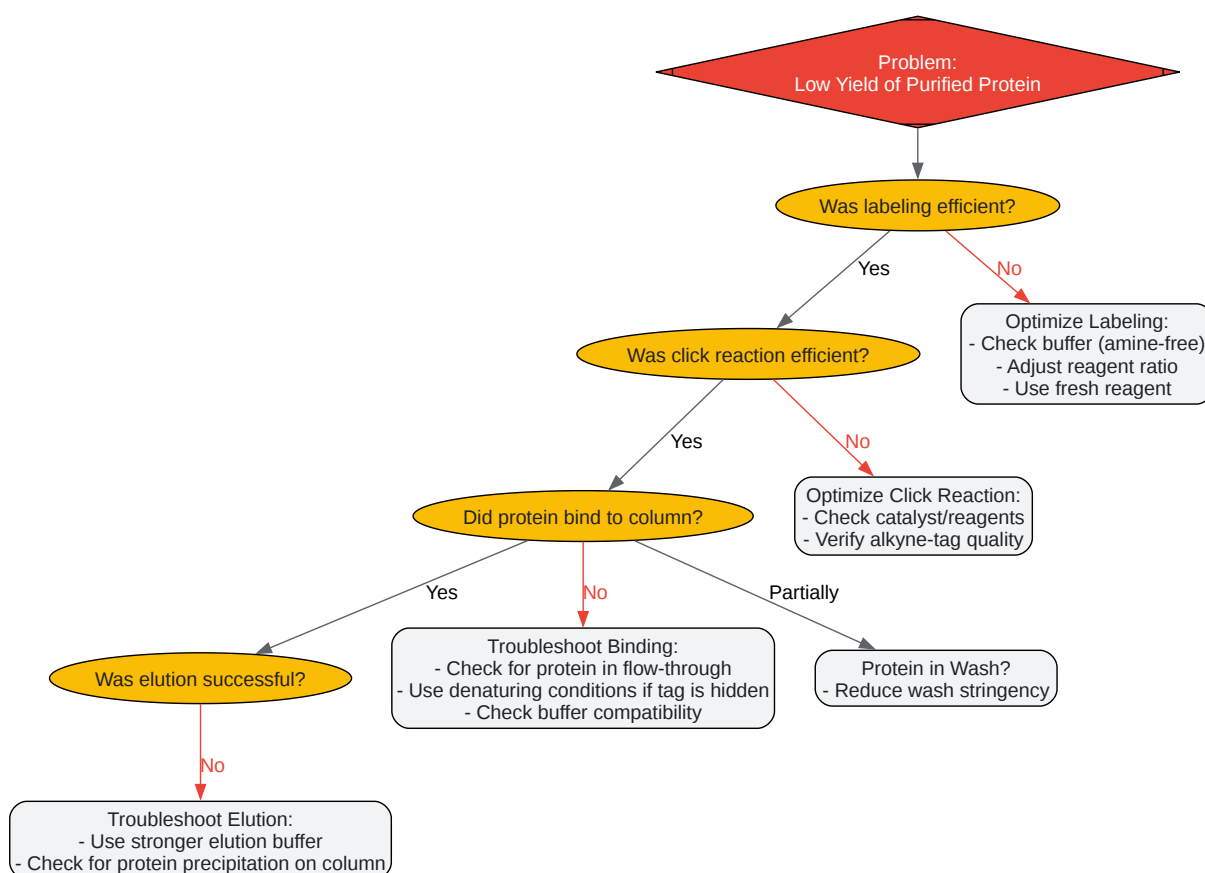 Problem:
Low Yield of Purified Protein
Was labeling efficient?
Yes
No
Optimize Labeling:
- Check buffer (amine-free)
- Adjust reagent ratio
- Use fresh reagent
Was click reaction efficient?
Yes
No
Optimize Click Reaction:
- Check catalyst/reagents
- Verify alkyne-tag quality
Did protein bind to column?
Yes
No
Partially
Troubleshoot Binding:
- Check for protein in flow-through
- Use denaturing conditions if tag is hidden
- Check buffer compatibility
Protein in Wash?
- Reduce wash stringency
Was elution successful?
No
Troubleshoot Elution:
- Use stronger elution buffer
- Check for protein precipitation on column